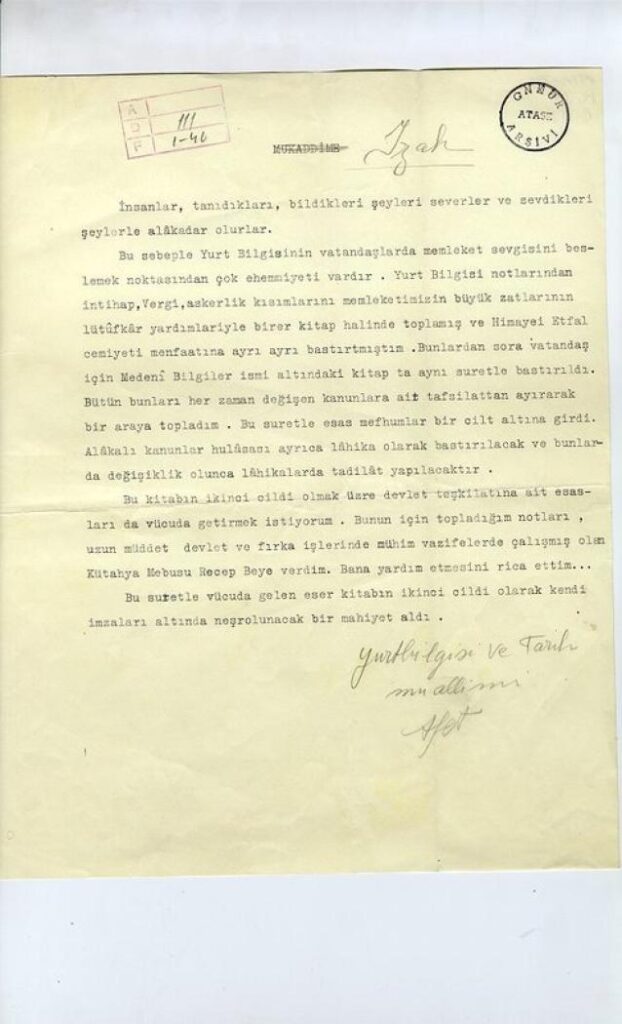 A
D
F
III
1-46
GNKUR
ATASE
ARŞİVİ
MUKADDİME İzah
İnsanlar, tanıdıkları, bildikleri şeyleri severler ve sevdikleri
şeylerle alâkadar olurlar.
Bu sebeple Yurt Bilgisinin vatandaşlarda memleket sevgisini bes-
lemek noktasından çok ehemmiyeti vardır . Yurt Bilgisi notlarından
intihap,Vergi,askerlik kısımlarını memleketimizin büyük zatlarının
lütûfkâr yardımlariyle birer kitap halinde toplamış ve Himayei Etfal
cemiyeti menfaatına ayrı ayrı bastırtmıştım .Bunlardan sora vatandaş
için Medenî Bilgiler ismi altındaki kitap ta aynı suretle bastırıldı.
Bütün bunları her zaman değişen kanunlara ait tafsilattan ayırarak
bir araya topladım . Bu suretle esas mefhumlar bir cilt altına girdi.
Alâkalı kanunlar hulâsası ayrıca lâhika olarak bastırılacak ve bunlar-
da değişiklik olunca lâhikalarda tadilât yapılacaktır .
Bu kitabın ikinci cildi olmak üzre devlet teşkilatına ait esas-
ları da vücuda getirmek istiyorum . Bunun için topladığım notları ,
uzun müddet devlet ve fırka işlerinde mühim vazifelerde çalışmış olan
Kütahya Mebusu Recep Beye verdim. Bana yardım etmesini rica ettim...
Bu suretle vücuda gelen eser kitabın ikinci cildi olarak kendi
imzaları altında neşrolunacak bir mahiyet aldı .
Yurtbilgisi ve Tarih
muallimi
Afet